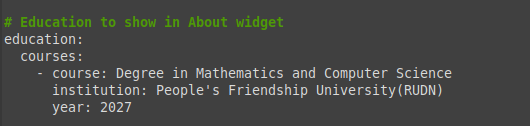 # Education to show in About widget
education:
  courses:
    - course: Degree in Mathematics and Computer Science
      institution: People's Friendship University(RUDN)
      year: 2027